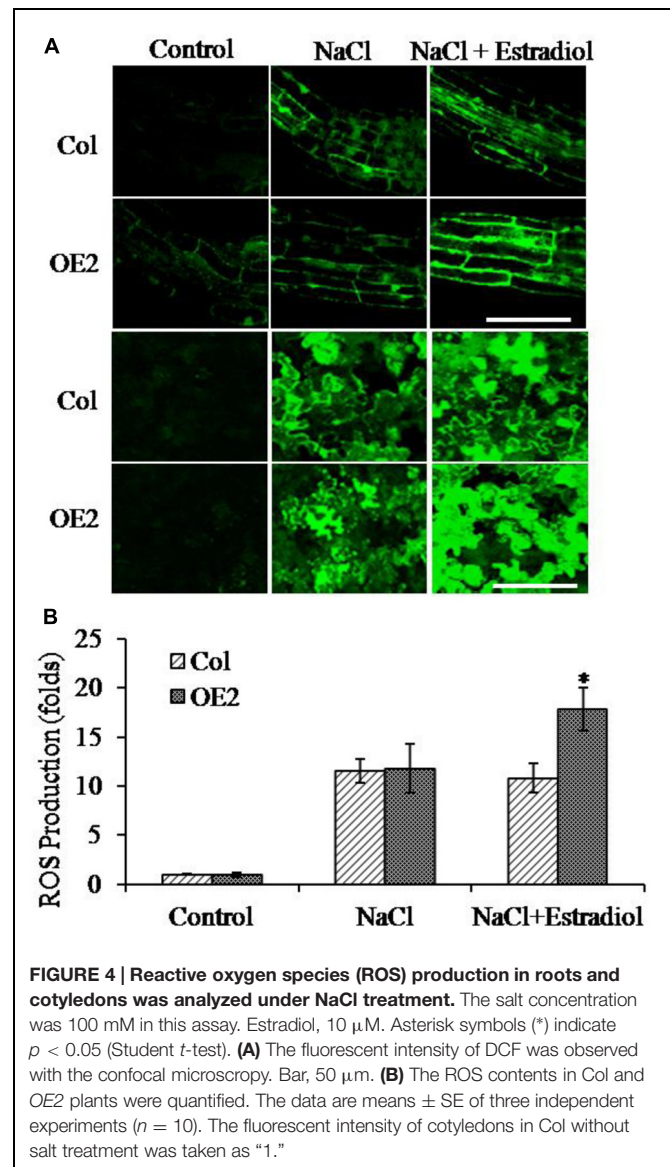 A
Control NaCl NaCl + Estradiol
Col
OE2
Col
OE2
B
ROS Production (folds)
25
20
15
10
5
0
Col
OE2
*
Control NaCl NaCl+Estradiol
FIGURE 4 | Reactive oxygen species (ROS) production in roots and
cotyledons was analyzed under NaCl treatment. The salt concentration
was 100 mM in this assay. Estradiol, 10 μM. Asterisk symbols (*) indicate
p < 0.05 (Student t-test). (A) The fluorescent intensity of DCF was observed
with the confocal microscopy. Bar, 50 μm. (B) The ROS contents in Col and
OE2 plants were quantified. The data are means ± SE of three independent
experiments (n = 10). The fluorescent intensity of cotyledons in Col without
salt treatment was taken as “1.”